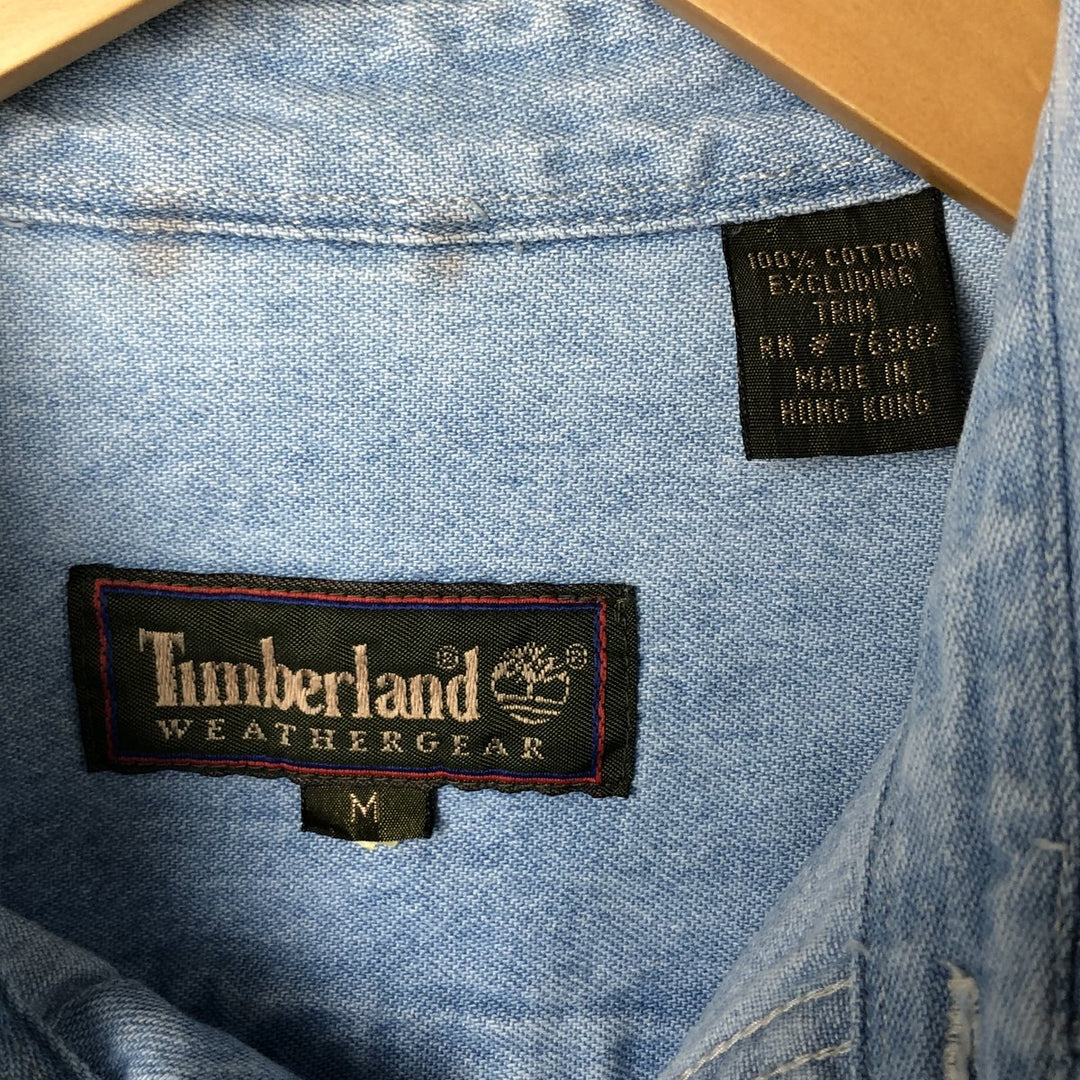 100% COTTON
EXCLUDING
TRIM
RN # 76382
MADE IN
HONG KONG
Timberland® ®
WEATHERGEAR
M